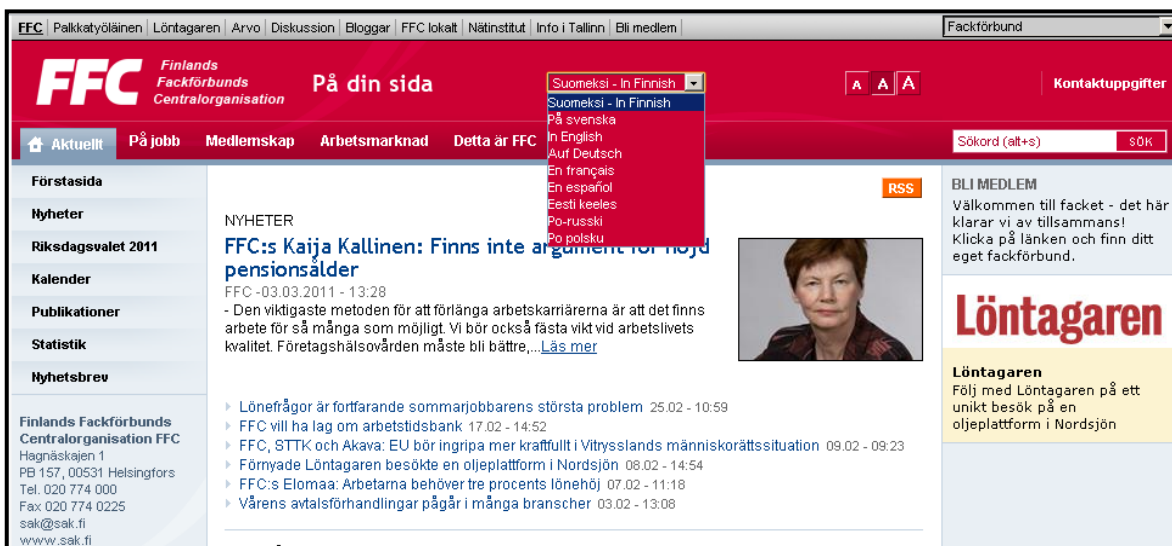 FFC | Palkkatyöläinen | Löntagaren | Arvo | Diskussion | Bloggar | FFC lokalt | Nätinstitut | Info i Tallinn | Bli medlem |
Fackförbund
FFC
Finlands
Fackförbunds
Centralorganisation
På din sida
Suomeksi - In Finnish
Suomeksi - In Finnish
På svenska
In English
Auf Deutsch
En français
En español
Eesti keeles
Po-russki
Po polsku
A A A
Kontaktuppgifter
Aktuellt
På jobb
Medlemskap
Arbetsmarknad
Detta är FFC
Sökord (alt+s)
SÖK
Förstasida
Nyheter
Riksdagsvalet 2011
Kalender
Publikationer
Statistik
Nyhetsbrev
Finlands Fackförbunds
Centralorganisation FFC
Hagnäskajen 1
PB 157, 00531 Helsingfors
Tel. 020 774 000
Fax 020 774 0225
sak@sak.fi
www.sak.fi
RSS
NYHETER
FFC:s Kaija Kallinen: Finns inte argument för höjd
pensionsålder
FFC -03.03.2011 - 13:28
- Den viktigaste metoden för att förlänga arbetskarriärerna är att det finns
arbete för så många som möjligt. Vi bör också fästa vikt vid arbetslivets
kvalitet. Företagshälsovården måste bli bättre,...Läs mer
Lönefrågor är fortfarande sommarjobbarens största problem 25.02 - 10:59
FFC vill ha lag om arbetstidsbank 17.02 - 14:52
FFC, STTK och Akava: EU bör ingripa mer kraftfullt i Vitrysslands människorättssituation 09.02 - 09:23
Förnyade Löntagaren besökte en oljeplattform i Nordsjön 08.02 - 14:54
FFC:s Elomaa: Arbetarna behöver tre procents lönehöj 07.02 - 11:18
Vårens avtalsförhandlingar pågår i många branscher 03.02 - 13:08
BLI MEDLEM
Välkommen till facket - det här
klarar vi av tillsammans!
Klicka på länken och finn ditt
eget fackförbund.
Löntagaren
Löntagaren
Följ med Löntagaren på ett
unikt besök på en
oljeplattform i Nordsjön